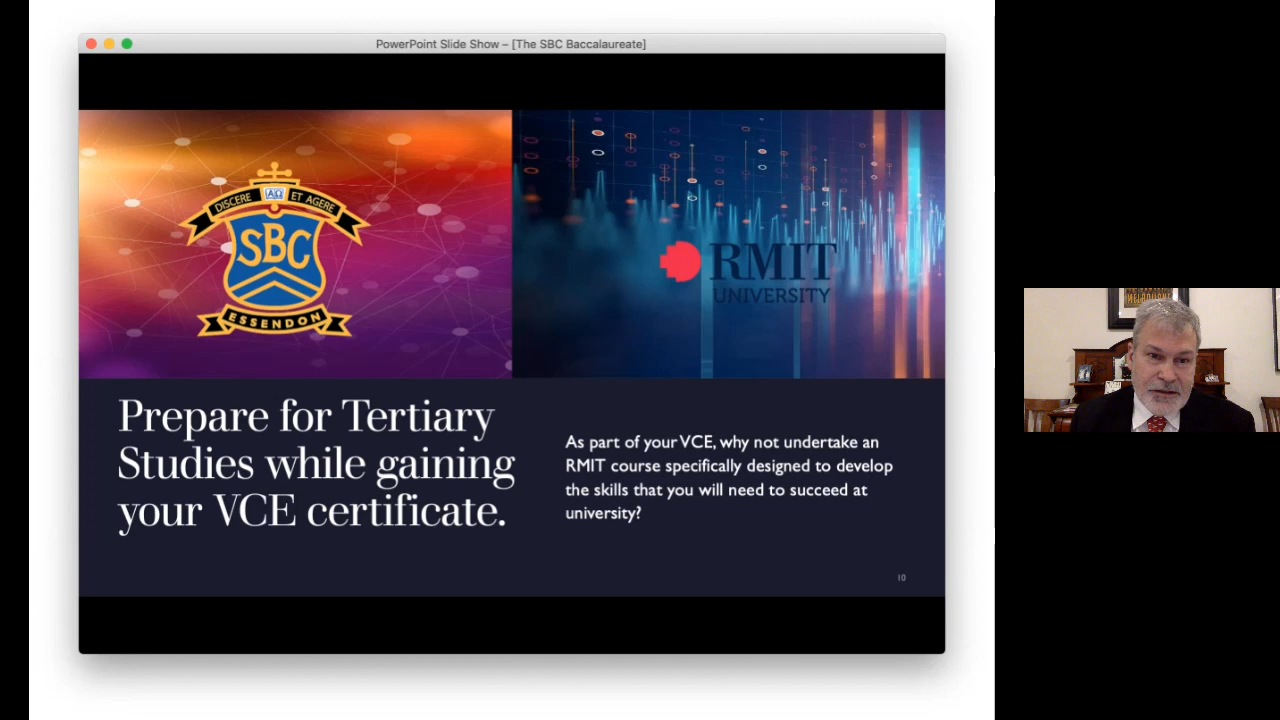 PowerPoint Slide Show – [The SBC Baccalaureate]
DISCERE ΑΩ ET AGERE
SBC
ESSENDON
RMIT
UNIVERSITY
Prepare for Tertiary
Studies while gaining
your VCE certificate.
As part of your VCE, why not undertake an
RMIT course specifically designed to develop
the skills that you will need to succeed at
university?
10